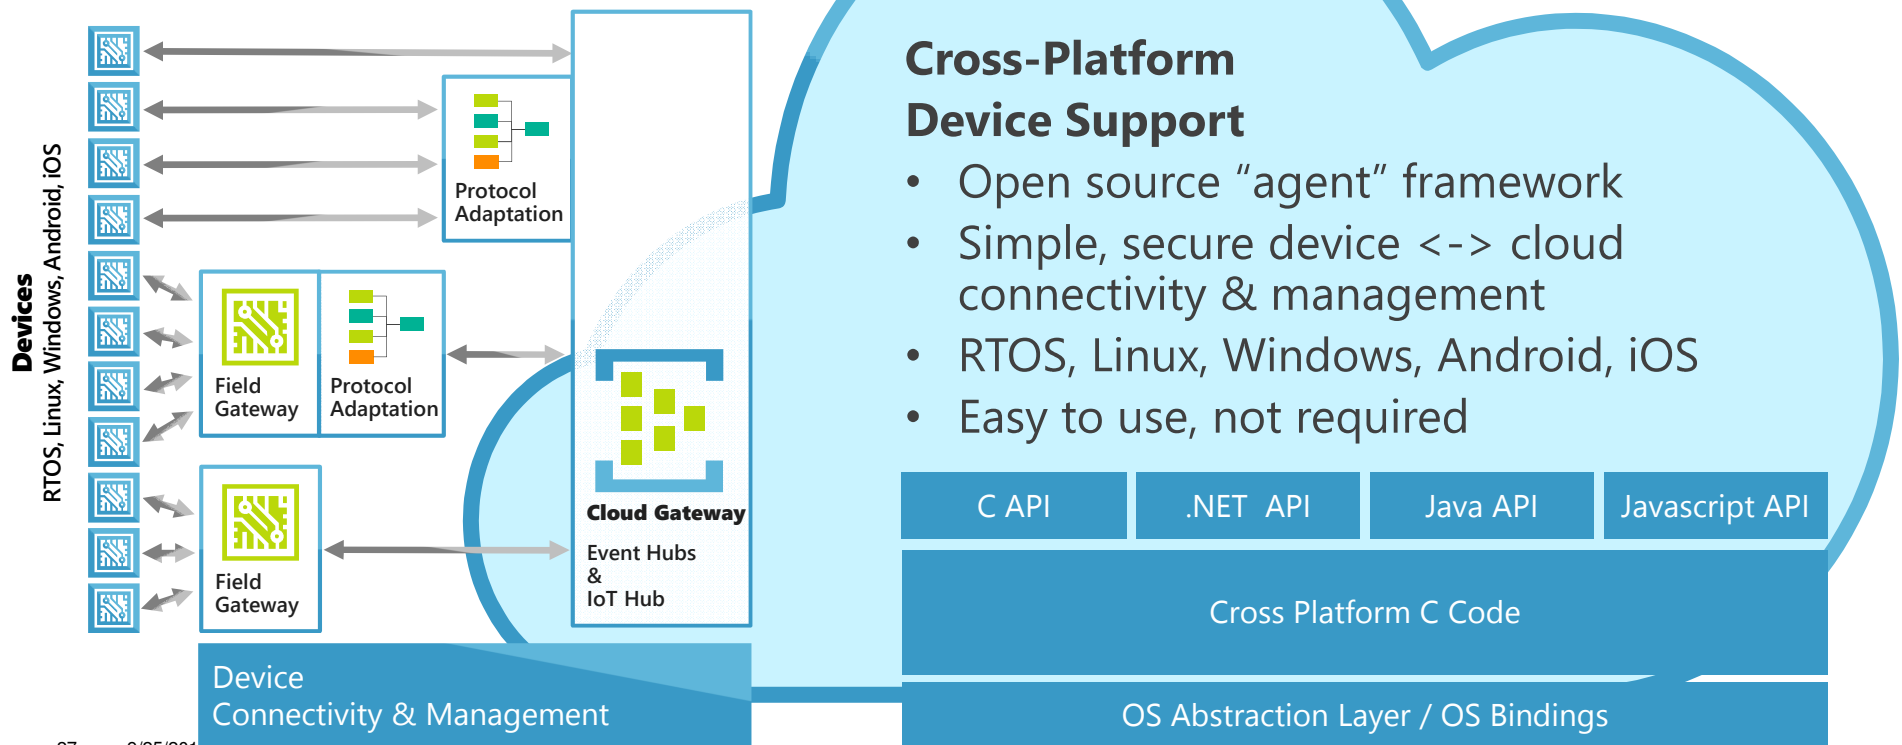 Devices
RTOS, Linux, Windows, Android, iOS
Protocol
Adaptation
Field
Gateway
Protocol
Adaptation
Field
Gateway
Cloud Gateway
Event Hubs
&
IoT Hub
Device
Connectivity & Management
Cross-Platform
Device Support
• Open source “agent” framework
• Simple, secure device <-> cloud
connectivity & management
• RTOS, Linux, Windows, Android, iOS
• Easy to use, not required
C API
.NET API
Java API
Javascript API
Cross Platform C Code
OS Abstraction Layer / OS Bindings